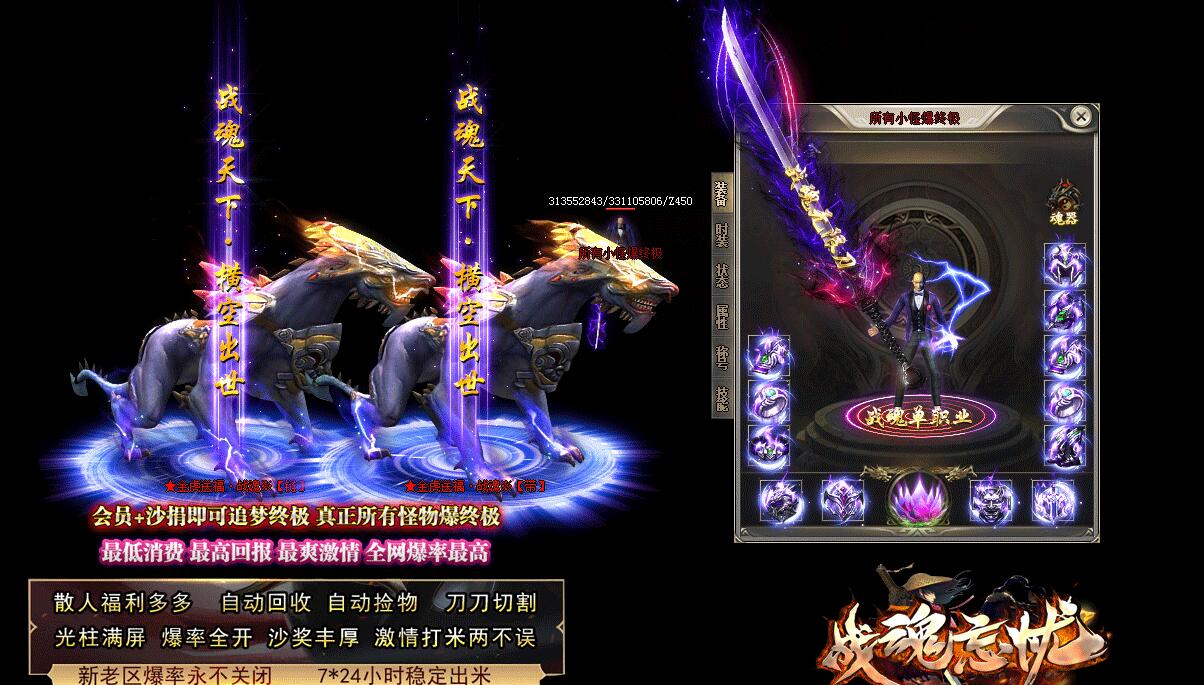 战魂天下·横空出世
战魂天下·横空出世
313552843/331105806/Z450
所有小怪爆终极
所有小怪爆终极
装备
时装
状态
属性
称号
技能
魂器
战魂单职业
会员+沙捐即可追梦终极 真正所有怪物爆终极
最低消费 最高回报 最爽激情 全网爆率最高
散人福利多多 自动回收 自动捡物 刀刀切割
光柱满屏 爆率全开 沙奖丰厚 激情打米两不误
新老区爆率永不关闭 7*24小时稳定出米
战魂忘忧